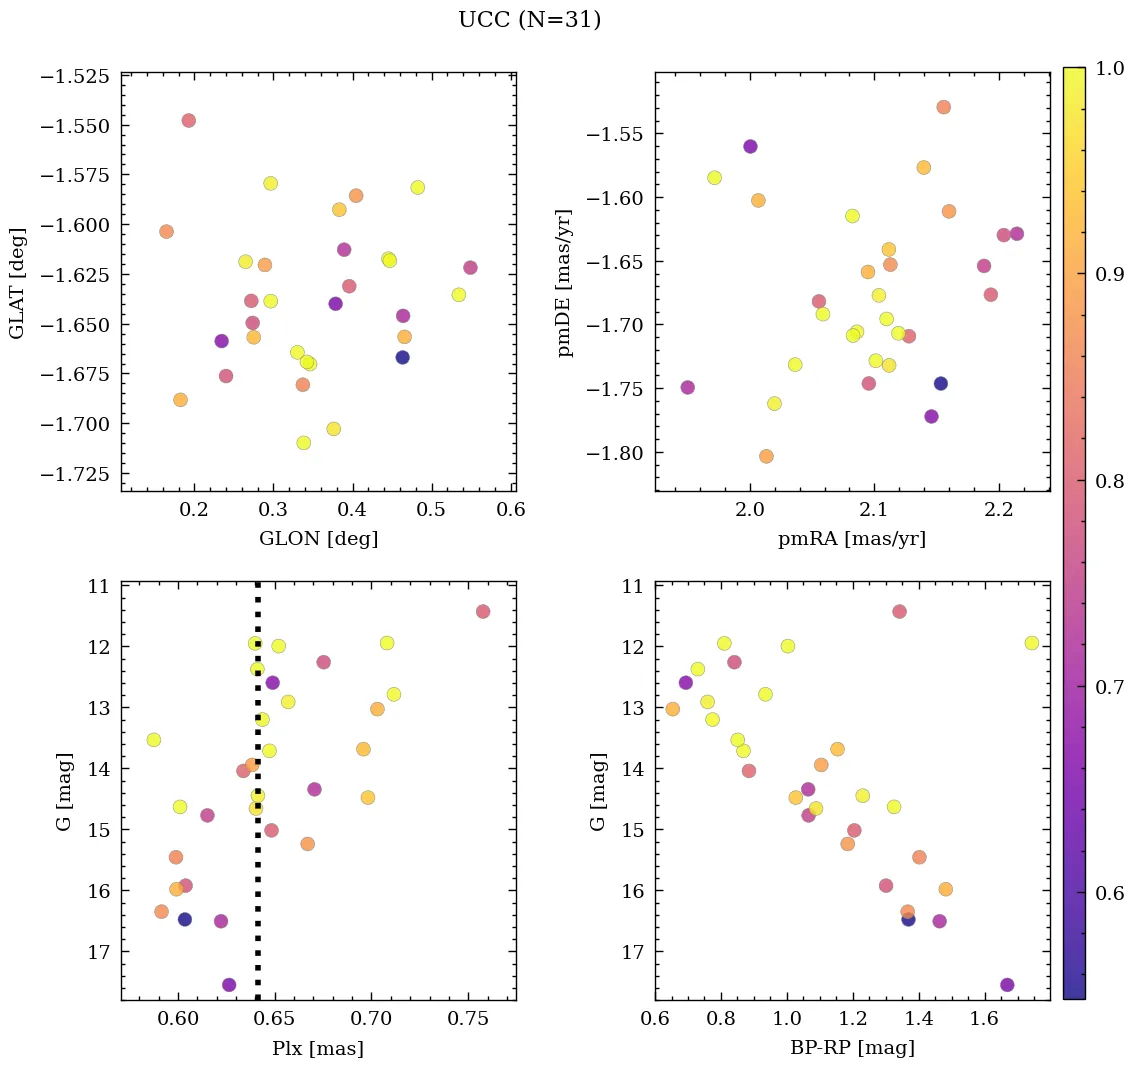 UCC (N=31)
−1.525
−1.550
−1.575
−1.600
−1.625
−1.650
−1.675
−1.700
−1.725
GLAT [deg]
0.2 0.3 0.4 0.5 0.6
GLON [deg]
−1.55
−1.60
−1.65
−1.70
−1.75
−1.80
pmDE [mas/yr]
2.0 2.1 2.2
pmRA [mas/yr]
11
12
13
14
15
16
17
G [mag]
0.60 0.65 0.70 0.75
Plx [mas]
11
12
13
14
15
16
17
G [mag]
0.6 0.8 1.0 1.2 1.4 1.6
BP-RP [mag]
1.0
0.9
0.8
0.7
0.6